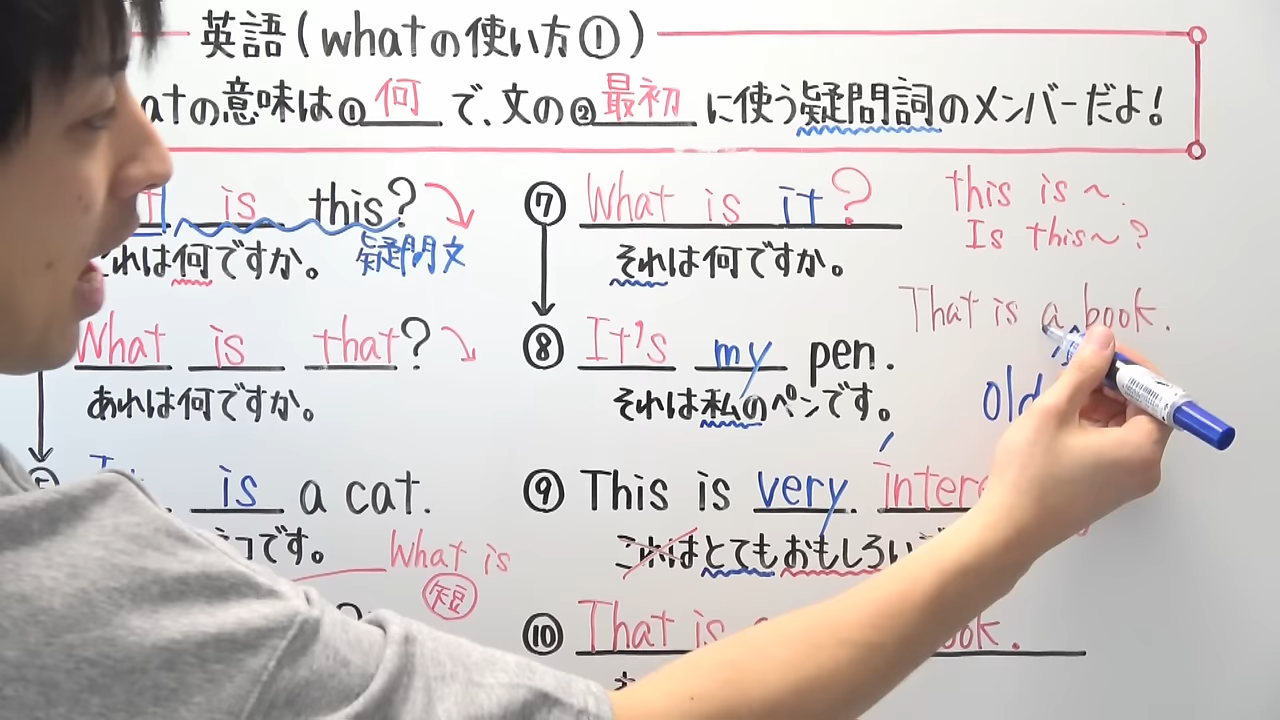 英語(whatの使い方①)
atの意味は①何で、文の②最初に使う疑問詞のメンバーだよ!
is this?
れは何ですか。
疑問文
What is that?
あれは何ですか。
is a cat.
コです。
What is
短
⑦ What is it?
それは何ですか。
⑧ It's my pen.
それは私のペンです。
⑨ This is very
これはとてもおもしろい
⑩ That is
ook.
this is ~.
Is this~?
That is a book.
old